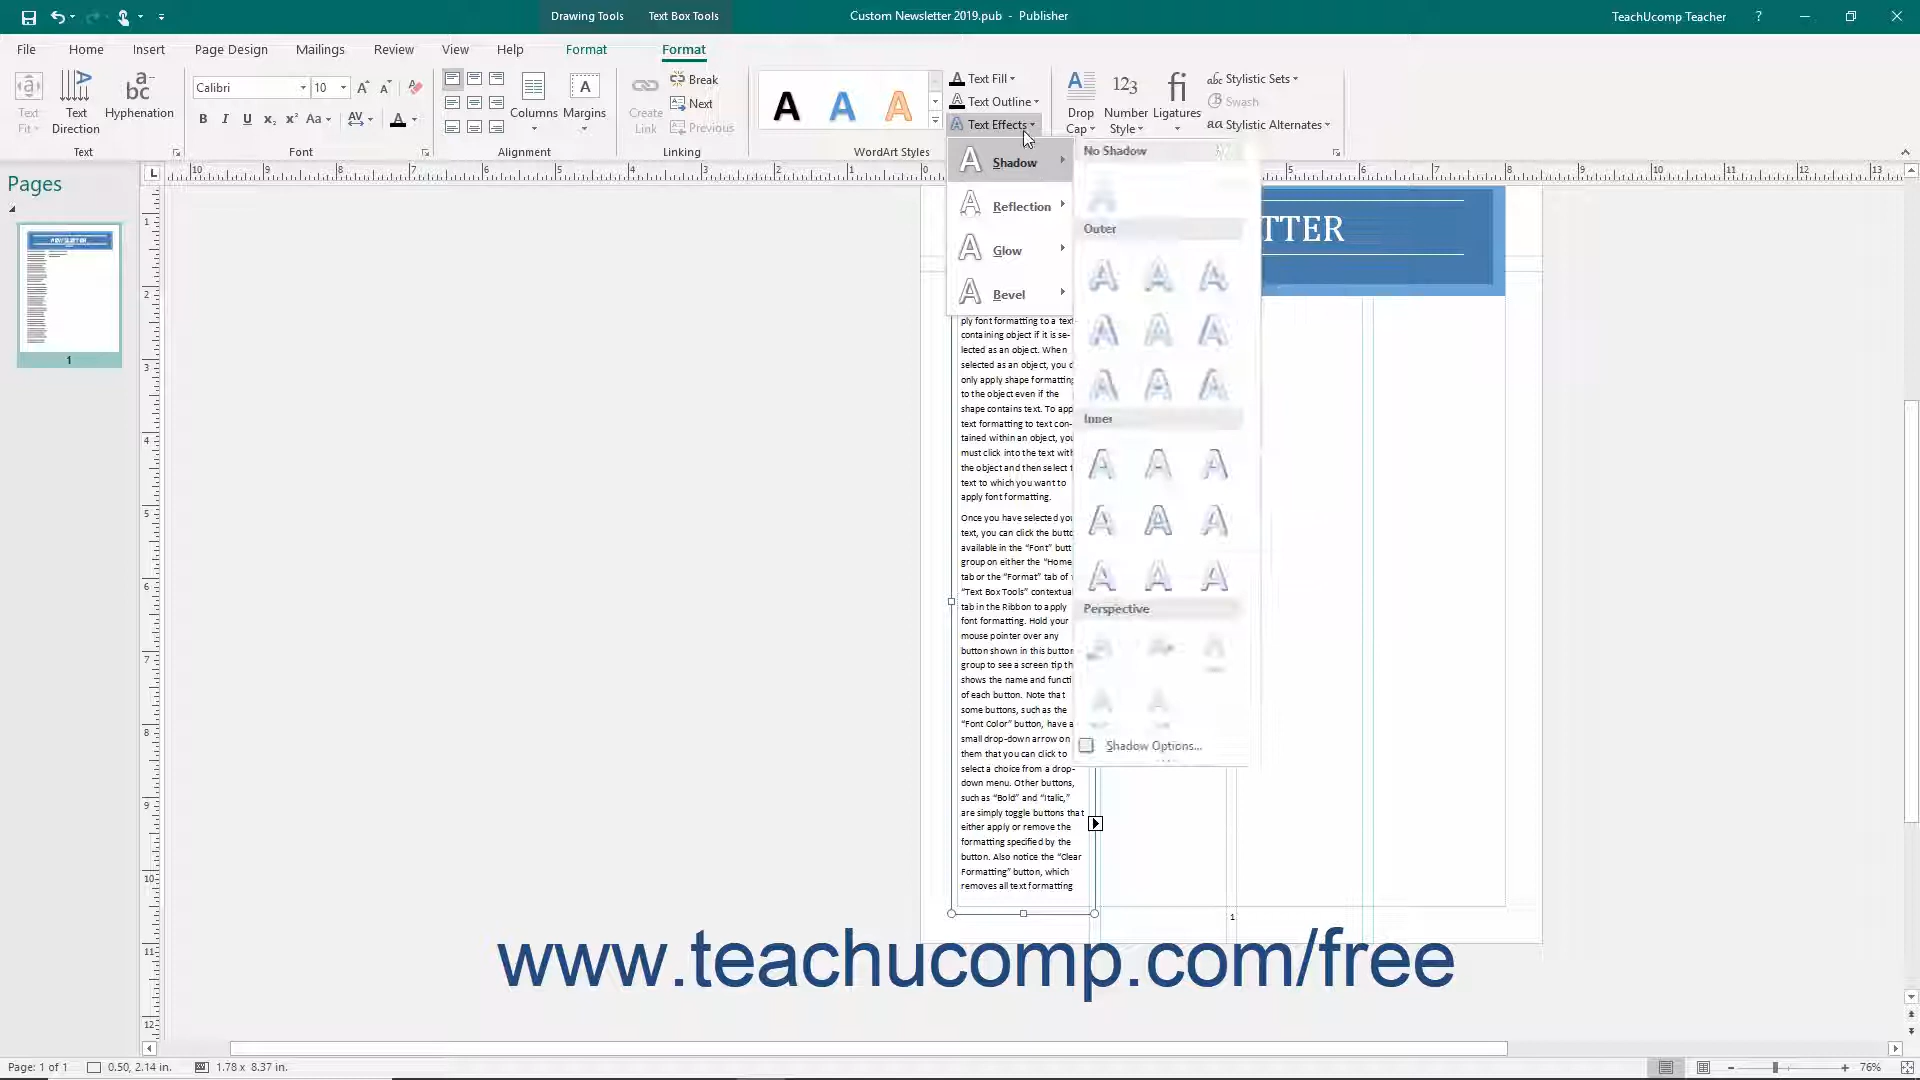 Drawing Tools
Text Box Tools
Custom Newsletter 2019.pub - Publisher
TeachUcomp Teacher
?
File
Home
Insert
Page Design
Mailings
Review
View
Help
Format
Format
Text Fit
Text Direction
Hyphenation
Text
Calibri
10
Font
Columns
Margins
Alignment
Create Link
Break
Next
Previous
Linking
WordArt Styles
Text Fill
Text Outline
Text Effects
Drop Cap
Number Style
Ligatures
Stylistic Sets
Swash
Stylistic Alternates
Shadow
Reflection
Glow
Bevel
No Shadow
Outer
Inner
Perspective
Shadow Options...
Pages
1
TTER
ply font formatting to a text
containing object if it is se-
lected as an object. When
selected as an object, you
only apply shape formatting
to the object even if the
shape contains text. To
text formatting to text con-
tained within an object, you
must click into the text
the object and then select
text to which you want to
apply font formatting.
Once you have selected
text, you can click the
available in the “Font”
group on either the “Home
tab or the “Format” tab of
“Text Box Tools” contextual
tab in the Ribbon to apply
font formatting. Hold your
mouse pointer over any
button shown in this button
group to see a screen tip
shows the name and
of each button. Note that
some buttons, such as the
“Font Color” button, have a
small drop-down arrow on
them that you can click to
select a choice from a drop-
down menu. Other buttons,
such as “Bold” and “Italic,”
are simply toggle buttons that
either apply or remove the
formatting specified by the
button. Also notice the “Clear
Formatting” button, which
removes all text formatting
1
www.teachucomp.com/free
Page: 1 of 1
0.50, 2.14 in.
1.78 x 8.37 in.
76%